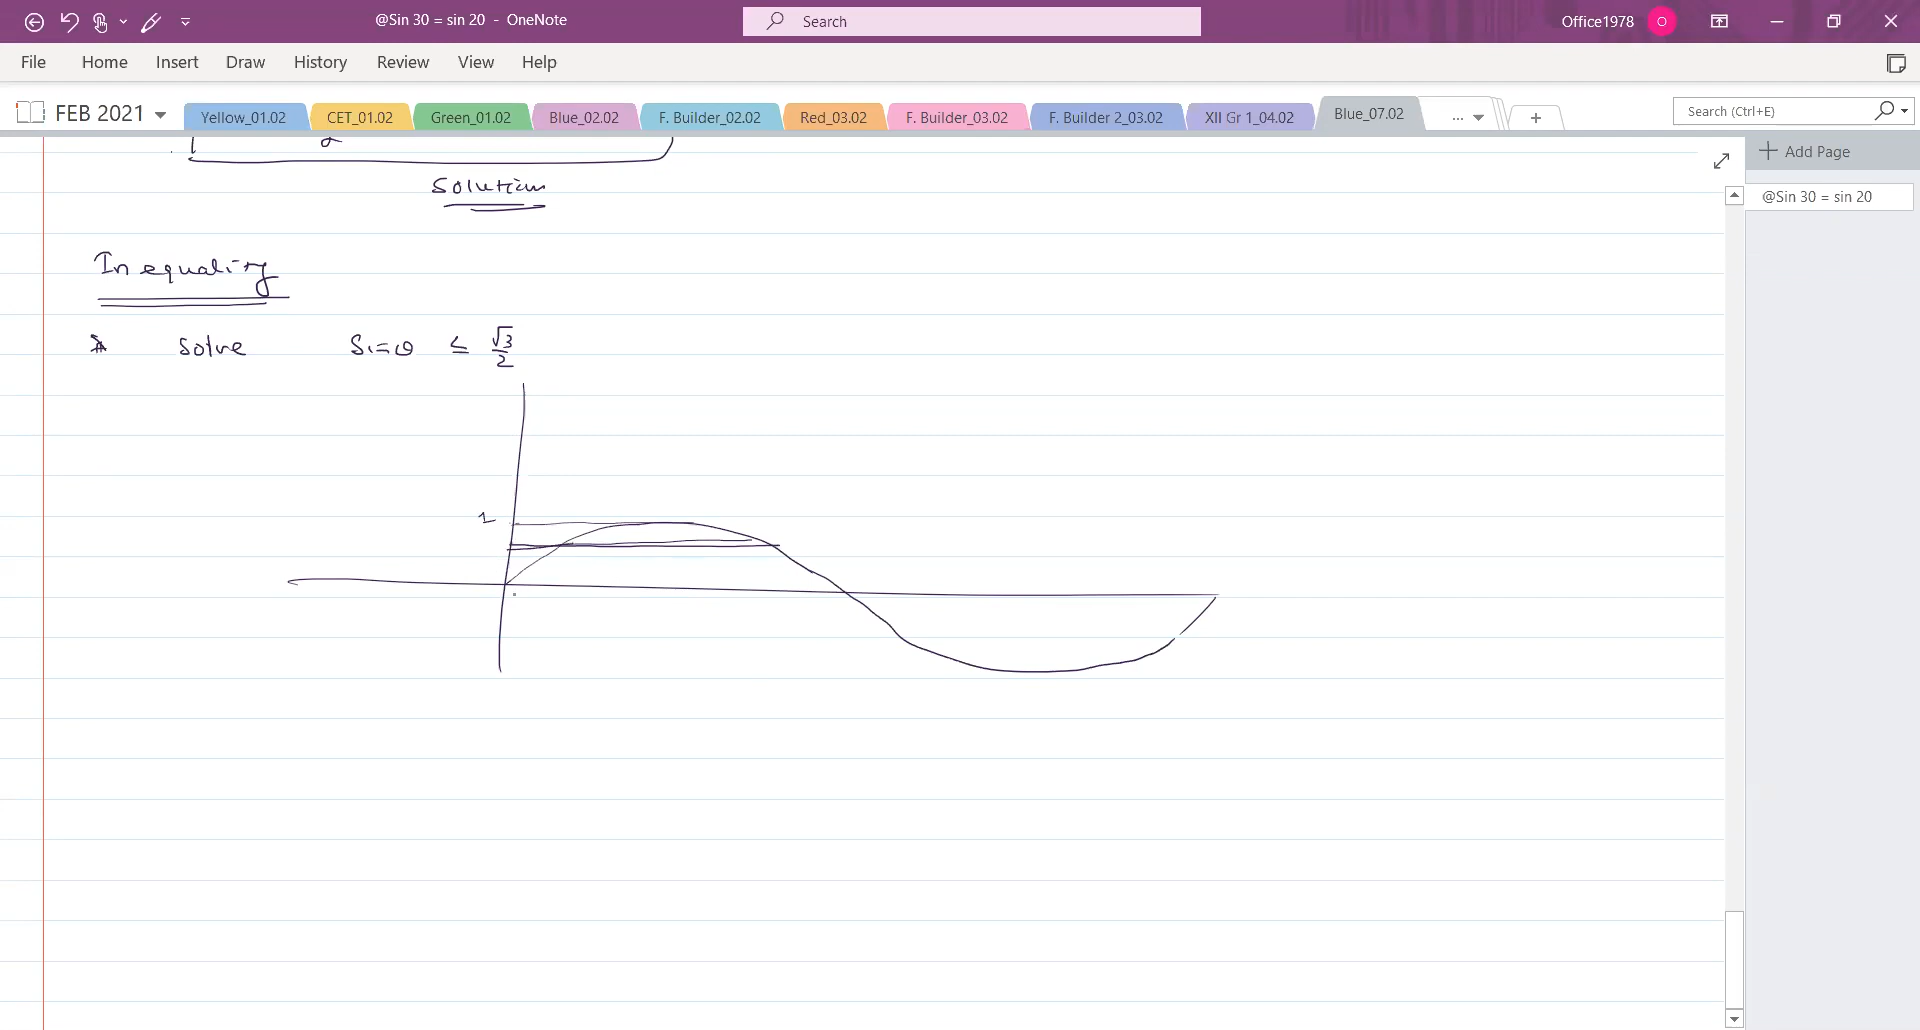 @Sin 30 = sin 20 - OneNote
Search
Office1978
O
File Home Insert Draw History Review View Help
FEB 2021
Yellow_01.02
CET_01.02
Green_01.02
Blue_02.02
F. Builder_02.02
Red_03.02
F. Builder_03.02
F. Builder 2_03.02
XII Gr 1_04.02
Blue_07.02
...
+
Search (Ctrl+E)
Add Page
@Sin 30 = sin 20
2
Solution
Inequality
Solve Sinθ ≤ √3/2
1